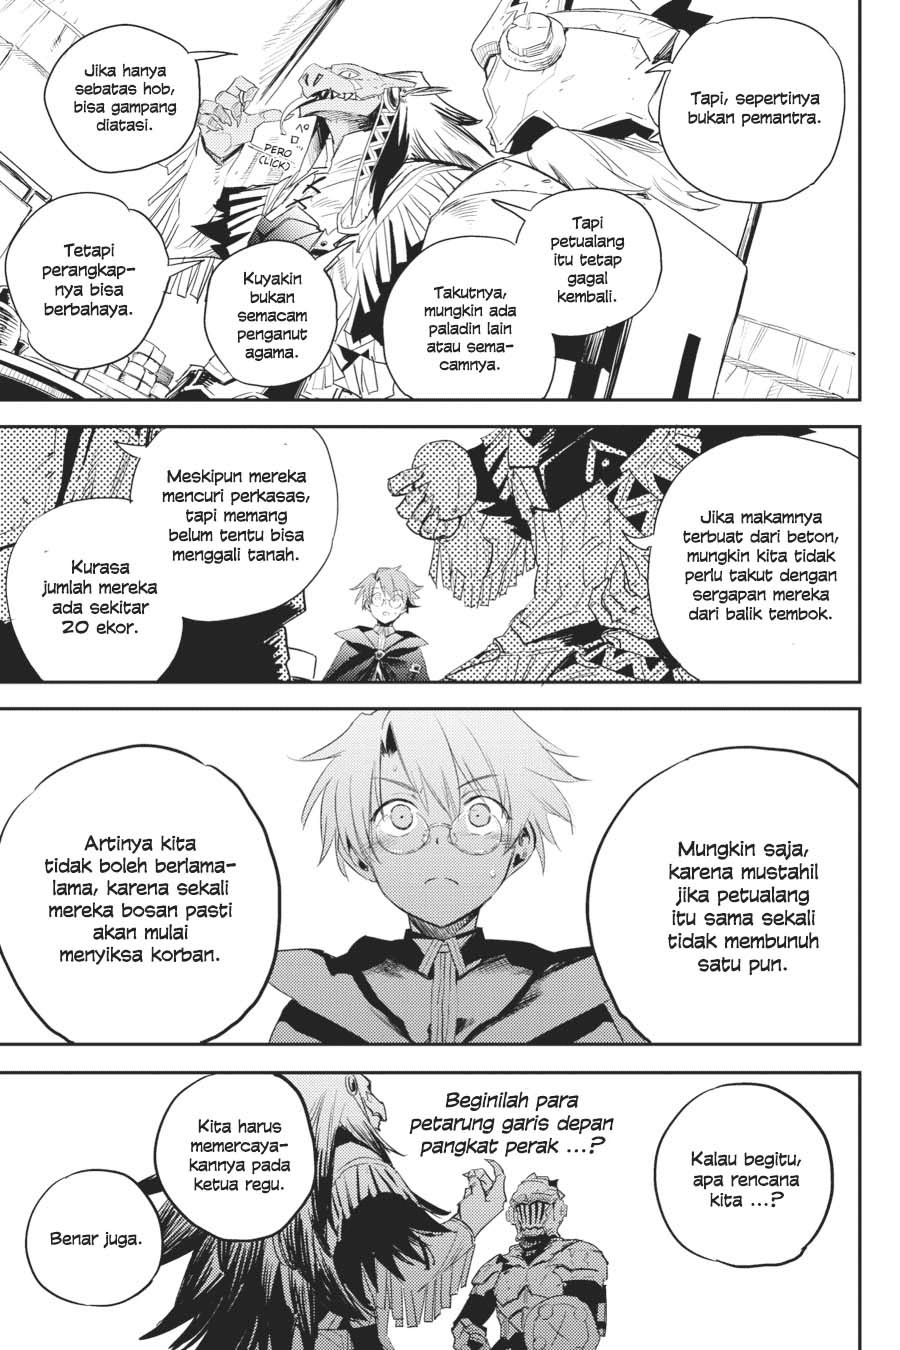 Tapi, sepertinya
bukan pemantra.
Jika hanya
sebatas hob,
bisa gampang
diatasi.
ペロ...
PERO
(LICK)
Tapi
petualang
itu tetap
gagal
kembali.
Takutnya,
mungkin ada
paladin lain
atau sema-
camnya.
Kuyakin
bukan
semacam
penganut
agama.
Tetapi
perangkap-
nya bisa
berbahaya.
Jika makamnya
terbuat dari beton,
mungkin kita tidak
perlu takut dengan
sergapan mereka
dari balik tembok.
Meskipun mereka
mencuri perkasas,
tapi memang
belum tentu bisa
menggali tanah.
Kurasa
jumlah mereka
ada sekitar
20 ekor.
Mungkin saja,
karena mustahil
jika petualang
itu sama sekali
tidak membunuh
satu pun.
Artinya kita
tidak boleh berlama-
lama, karena sekali
mereka bosan pasti
akan mulai
menyiksa korban.
Kalau begitu,
apa rencana
kita ...?
Beginilah para
petarung garis depan
pangkat perak ...?
Kita harus
memercaya-
kannya pada
ketua regu.
Benar juga.